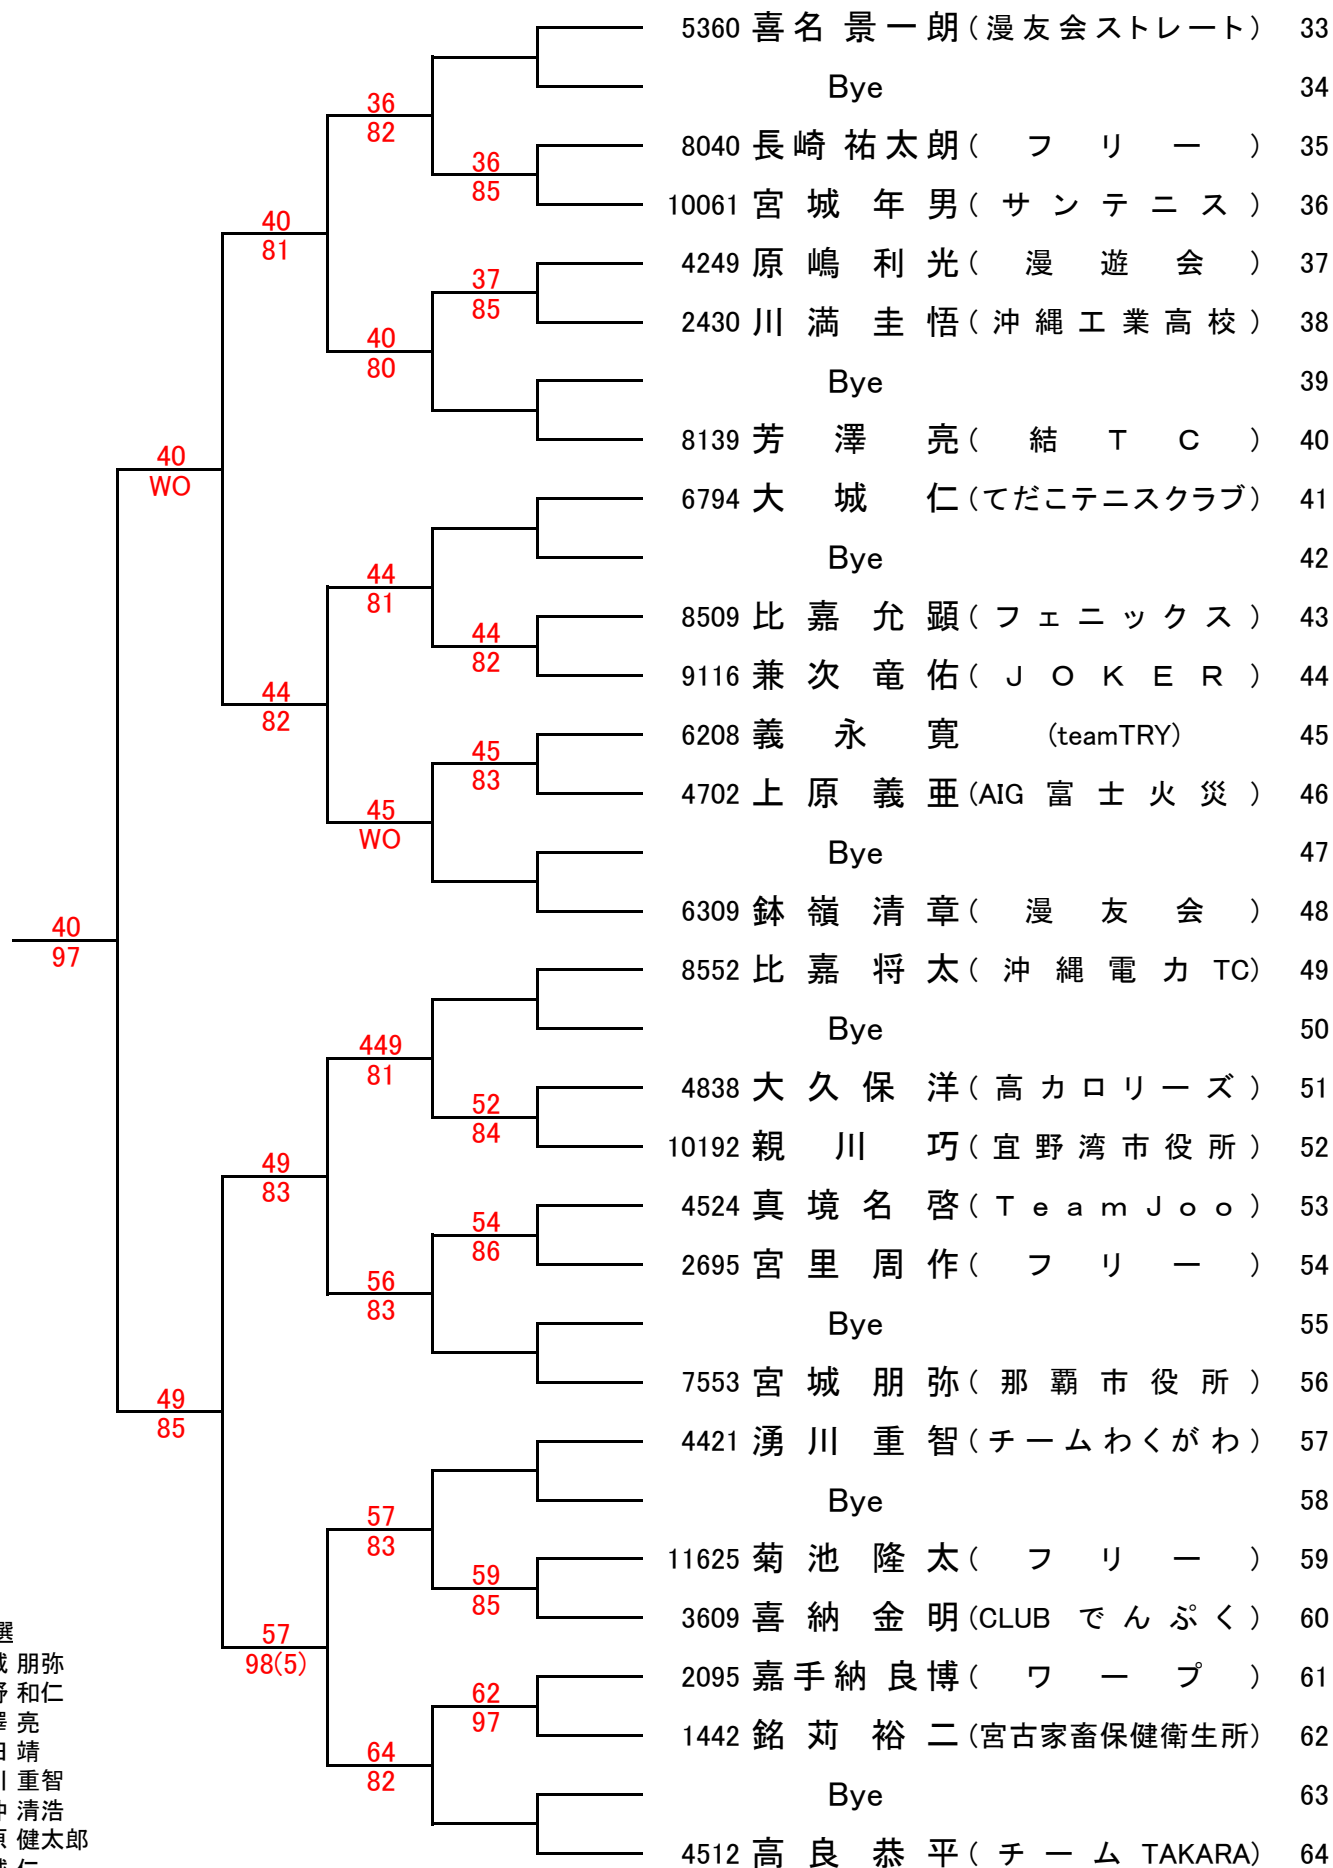 5360 喜名 景一朗 (漫友会ストレート) 33
Bye 34
36
82
8040 長崎 祐太朗 (フリー) 35
36
85
10061 宮城 年男 (サンテニス) 36
40
81
4249 原嶋 利光 (漫遊会) 37
37
85
2430 川満 圭悟 (沖縄工業高校) 38
40
80
Bye 39
8139 芳澤 亮 (結TC) 40
40
WO
6794 大城 仁 (てだこテニスクラブ) 41
Bye 42
44
81
8509 比嘉 允顕 (フェニックス) 43
44
82
9116 兼次 竜佑 (JOKER) 44
44
82
6208 義永 寛 (teamTRY) 45
45
83
4702 上原 義亜 (AIG富士火災) 46
45
WO
Bye 47
6309 鉢嶺 清章 (漫友会) 48
40
97
8552 比嘉 将太 (沖縄電力TC) 49
Bye 50
449
81
4838 大久保 洋 (高カロリーズ) 51
52
84
10192 親川 巧 (宜野湾市役所) 52
49
83
4524 真境名 啓 (TeamJoo) 53
54
86
2695 宮里 周作 (フリー) 54
56
83
Bye 55
7553 宮城 朋弥 (那覇市役所) 56
49
85
4421 湧川 重智 (チームわくがわ) 57
Bye 58
57
83
11625 菊池 隆太 (フリー) 59
59
85
3609 喜納 金明 (CLUBでんぷく) 60
57
98(5)
2095 嘉手納 良博 (ワープ) 61
62
97
1442 銘苅 裕二 (宮古家畜保健衛生所) 62
64
82
Bye 63
4512 高良 恭平 (チームTAKARA) 64
選
朋弥
和仁
亮
靖
重智
清浩
健太郎
仁